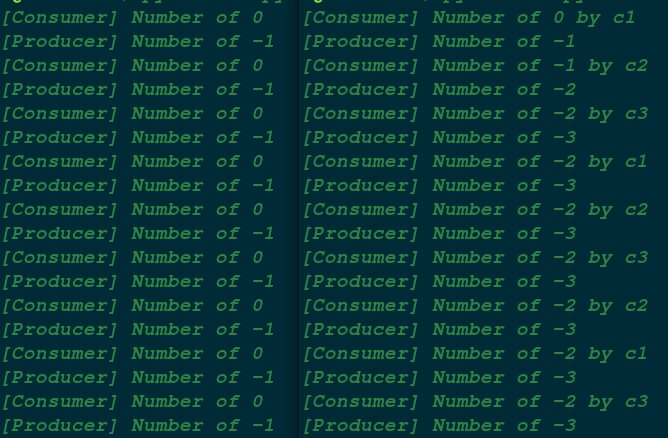 [Consumer] Number of 0
[Producer] Number of -1
[Consumer] Number of 0
[Producer] Number of -1
[Consumer] Number of 0
[Producer] Number of -1
[Consumer] Number of 0
[Producer] Number of -1
[Consumer] Number of 0
[Producer] Number of -1
[Consumer] Number of 0
[Producer] Number of -1
[Consumer] Number of 0
[Producer] Number of -1
[Consumer] Number of 0
[Producer] Number of -1
[Consumer] Number of 0
[Producer] Number of -1
[Consumer] Number of 0 by c1
[Producer] Number of -1
[Consumer] Number of -1 by c2
[Producer] Number of -2
[Consumer] Number of -2 by c3
[Producer] Number of -3
[Consumer] Number of -2 by c1
[Producer] Number of -3
[Consumer] Number of -2 by c2
[Producer] Number of -3
[Consumer] Number of -2 by c3
[Producer] Number of -3
[Consumer] Number of -2 by c2
[Producer] Number of -3
[Consumer] Number of -2 by c1
[Producer] Number of -3
[Consumer] Number of -2 by c3
[Producer] Number of -3